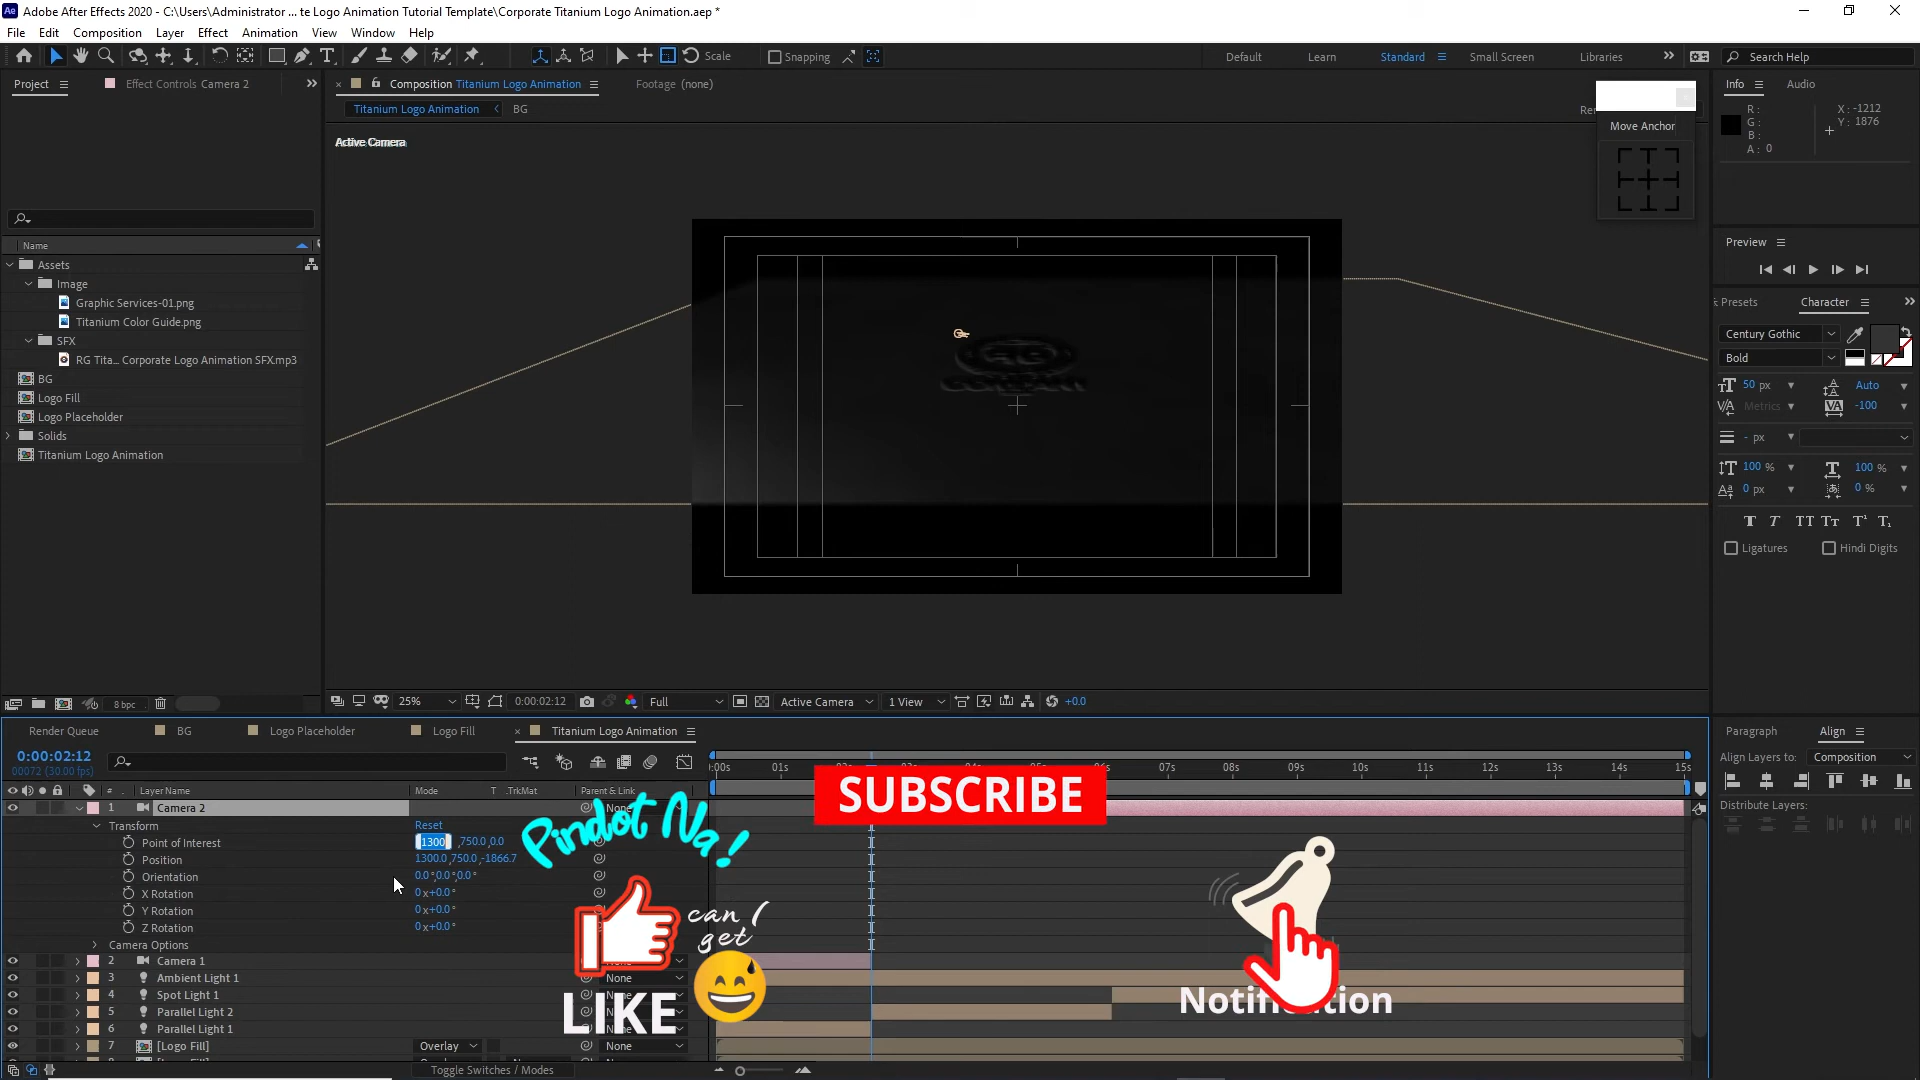 Adobe After Effects 2020 - C:\Users\Administrator ... te Logo Animation Tutorial Template\Corporate Titanium Logo Animation.aep *
File Edit Composition Layer Effect Animation View Window Help
Scale Snapping Default Learn Standard Small Screen Libraries Search Help
Project Effect Controls Camera 2
Composition Titanium Logo Animation Footage (none)
Titanium Logo Animation BG
Active Camera
Move Anchor
Info Audio
R : X : -1212
G : Y : 1876
B :
A : 0
Preview
Name
Assets
Image
Graphic Services-01.png
Titanium Color Guide.png
SFX
RG Tita... Corporate Logo Animation SFX.mp3
BG
Logo Fill
Logo Placeholder
Solids
Titanium Logo Animation
Presets Character
Century Gothic
Bold
50 px Auto
Metrics -100
- px
100 % 100 %
0 px 0 %
Ligatures Hindi Digits
RG
COMPANY
8 bpc
25% 0:00:02:12 Full Active Camera 1 View +0.0
Render Queue BG Logo Placeholder Logo Fill Titanium Logo Animation
0:00:02:12
00072 (30.00 fps)
# Layer Name Mode T .TrkMat Parent & Link
:00s 01s 07s 08s 09s 10s 11s 12s 13s 14s 15s
1 Camera 2
Transform Reset
Point of Interest 1300 ,750.0,0.0
Position 1300.0,750.0,-1866.7
Orientation 0.0°,0.0°,0.0°
X Rotation 0x+0.0°
Y Rotation 0x+0.0°
Z Rotation 0x+0.0°
Camera Options
2 Camera 1
3 Ambient Light 1 None
4 Spot Light 1
5 Parallel Light 2
6 Parallel Light 1
7 [Logo Fill] Overlay None
Toggle Switches / Modes
Paragraph Align
Align Layers to: Composition
Distribute Layers:
SUBSCRIBE
Pindot Na!
can I
get
LIKE
Notification